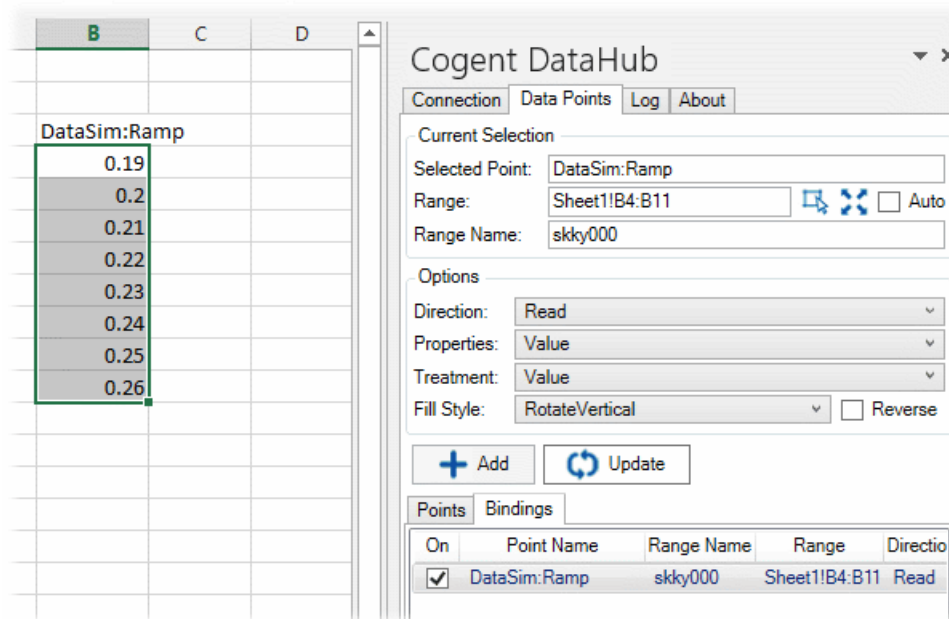 B C D
DataSim:Ramp
0.19
0.2
0.21
0.22
0.23
0.24
0.25
0.26
Cogent DataHub
Connection Data Points Log About
Current Selection
Selected Point: DataSim:Ramp
Range: Sheet1!B4:B11 Auto
Range Name: skky000
Options
Direction: Read
Properties: Value
Treatment: Value
Fill Style: RotateVertical Reverse
Add Update
Points Bindings
On Point Name Range Name Range Directio
DataSim:Ramp skky000 Sheet1!B4:B11 Read